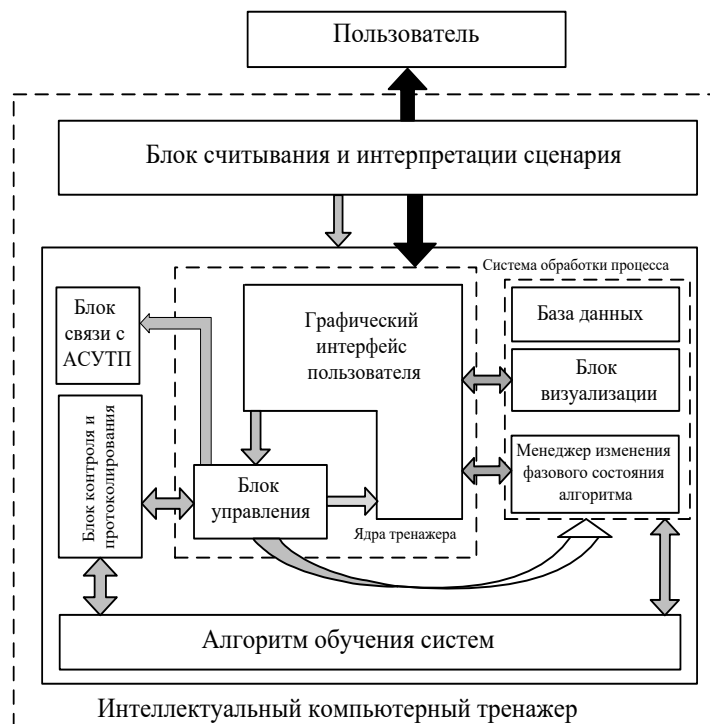 Пользователь
Блок считывания и интерпретации сценария
Система обработки процесса
Блок
связи с
АСУТП
Графический
интерфейс
пользователя
База данных
Блок
визуализации
Блок контроля и
протоколирования
Менеджер изменения
фазового состояния
алгоритма
Блок
управления
Ядра тренажера
Алгоритм обучения систем
Интеллектуальный компьютерный тренажер